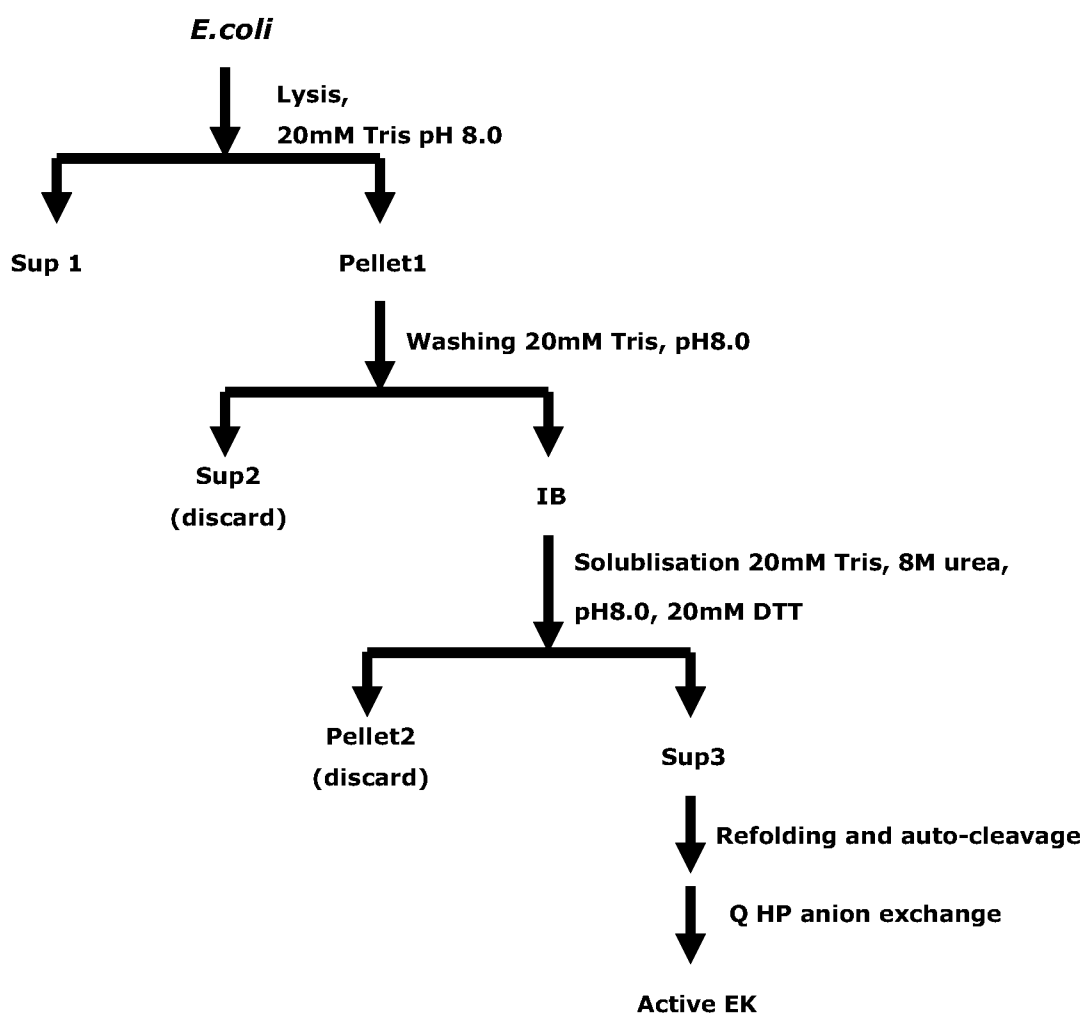 E.coli
Lysis,
20mM Tris pH 8.0
Sup 1
Pellet1
Washing 20mM Tris, pH8.0
Sup2
(discard)
IB
Solublisation 20mM Tris, 8M urea,
pH8.0, 20mM DTT
Pellet2
(discard)
Sup3
Refolding and auto-cleavage
Q HP anion exchange
Active EK